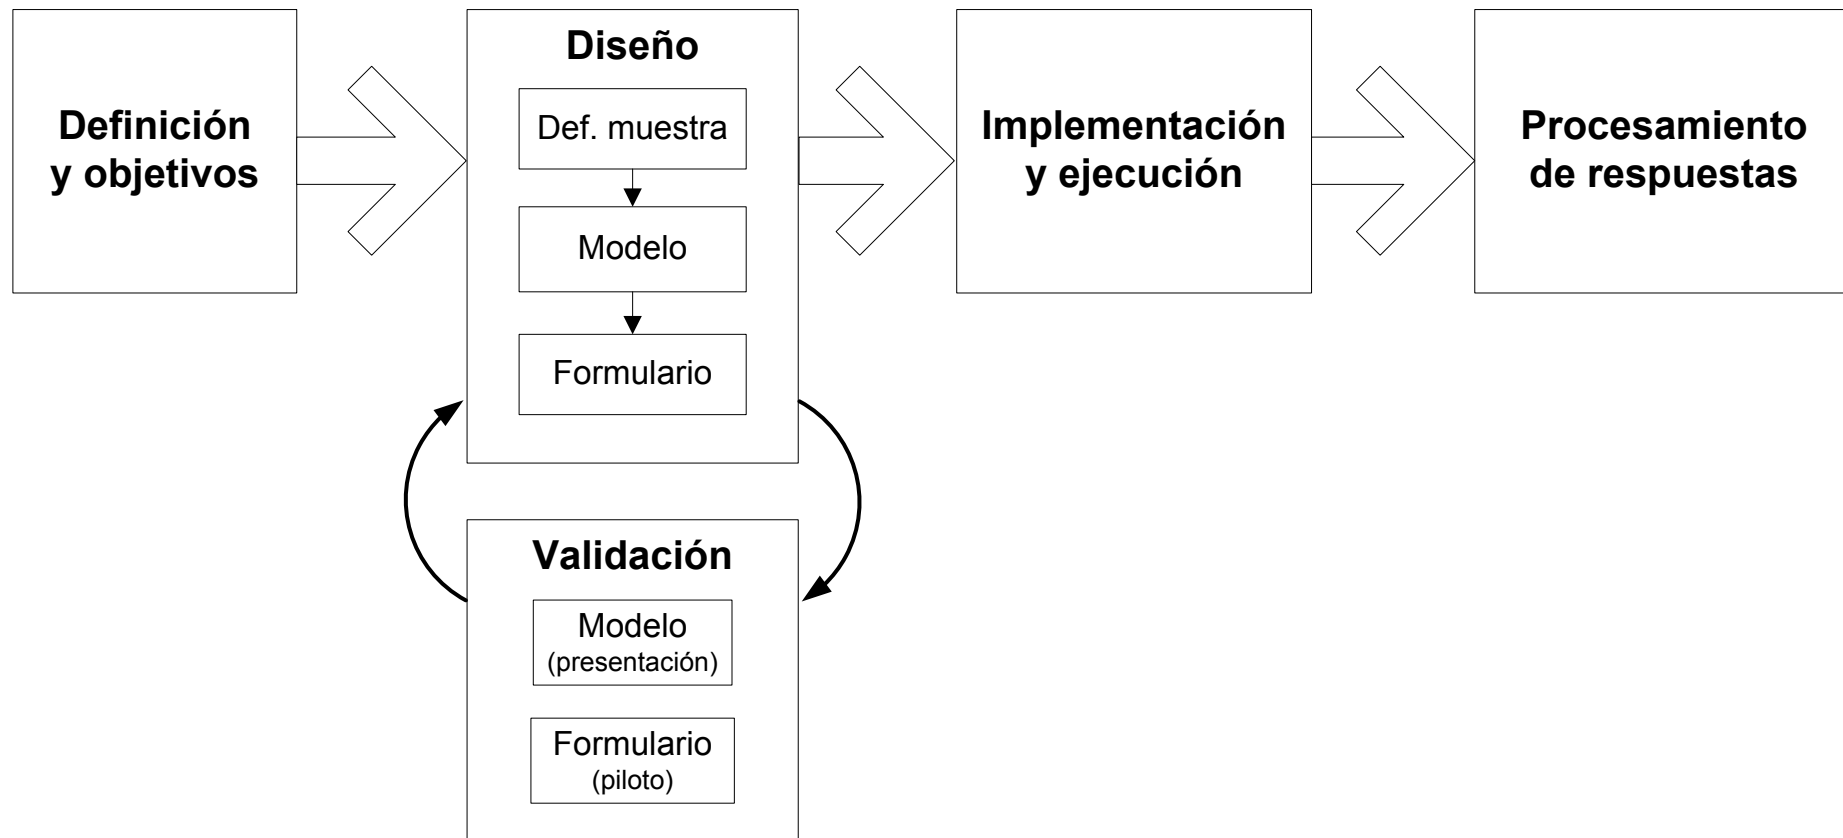 Definición
y objetivos
Diseño
Def. muestra
Modelo
Formulario
Implementación
y ejecución
Procesamiento
de respuestas
Validación
Modelo
(presentación)
Formulario
(piloto)